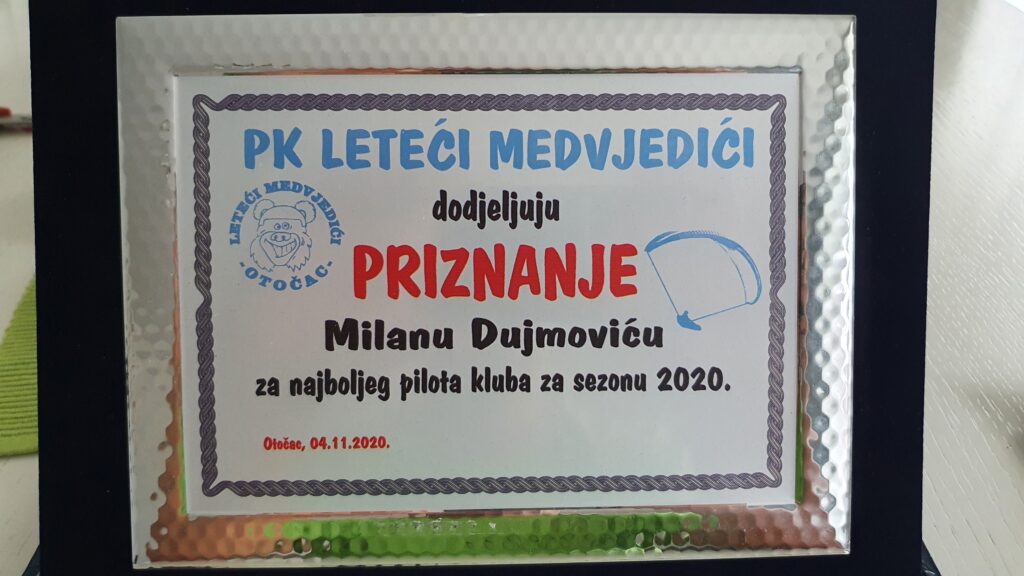 PK LETEĆI MEDVJEDIĆI
LETEĆI MEDVJEDIĆI
-OTOČAC-
dodjeljuju
PRIZNANJE
Milanu Dujmoviću
za najboljeg pilota kluba za sezonu 2020.
Otočac, 04.11.2020.